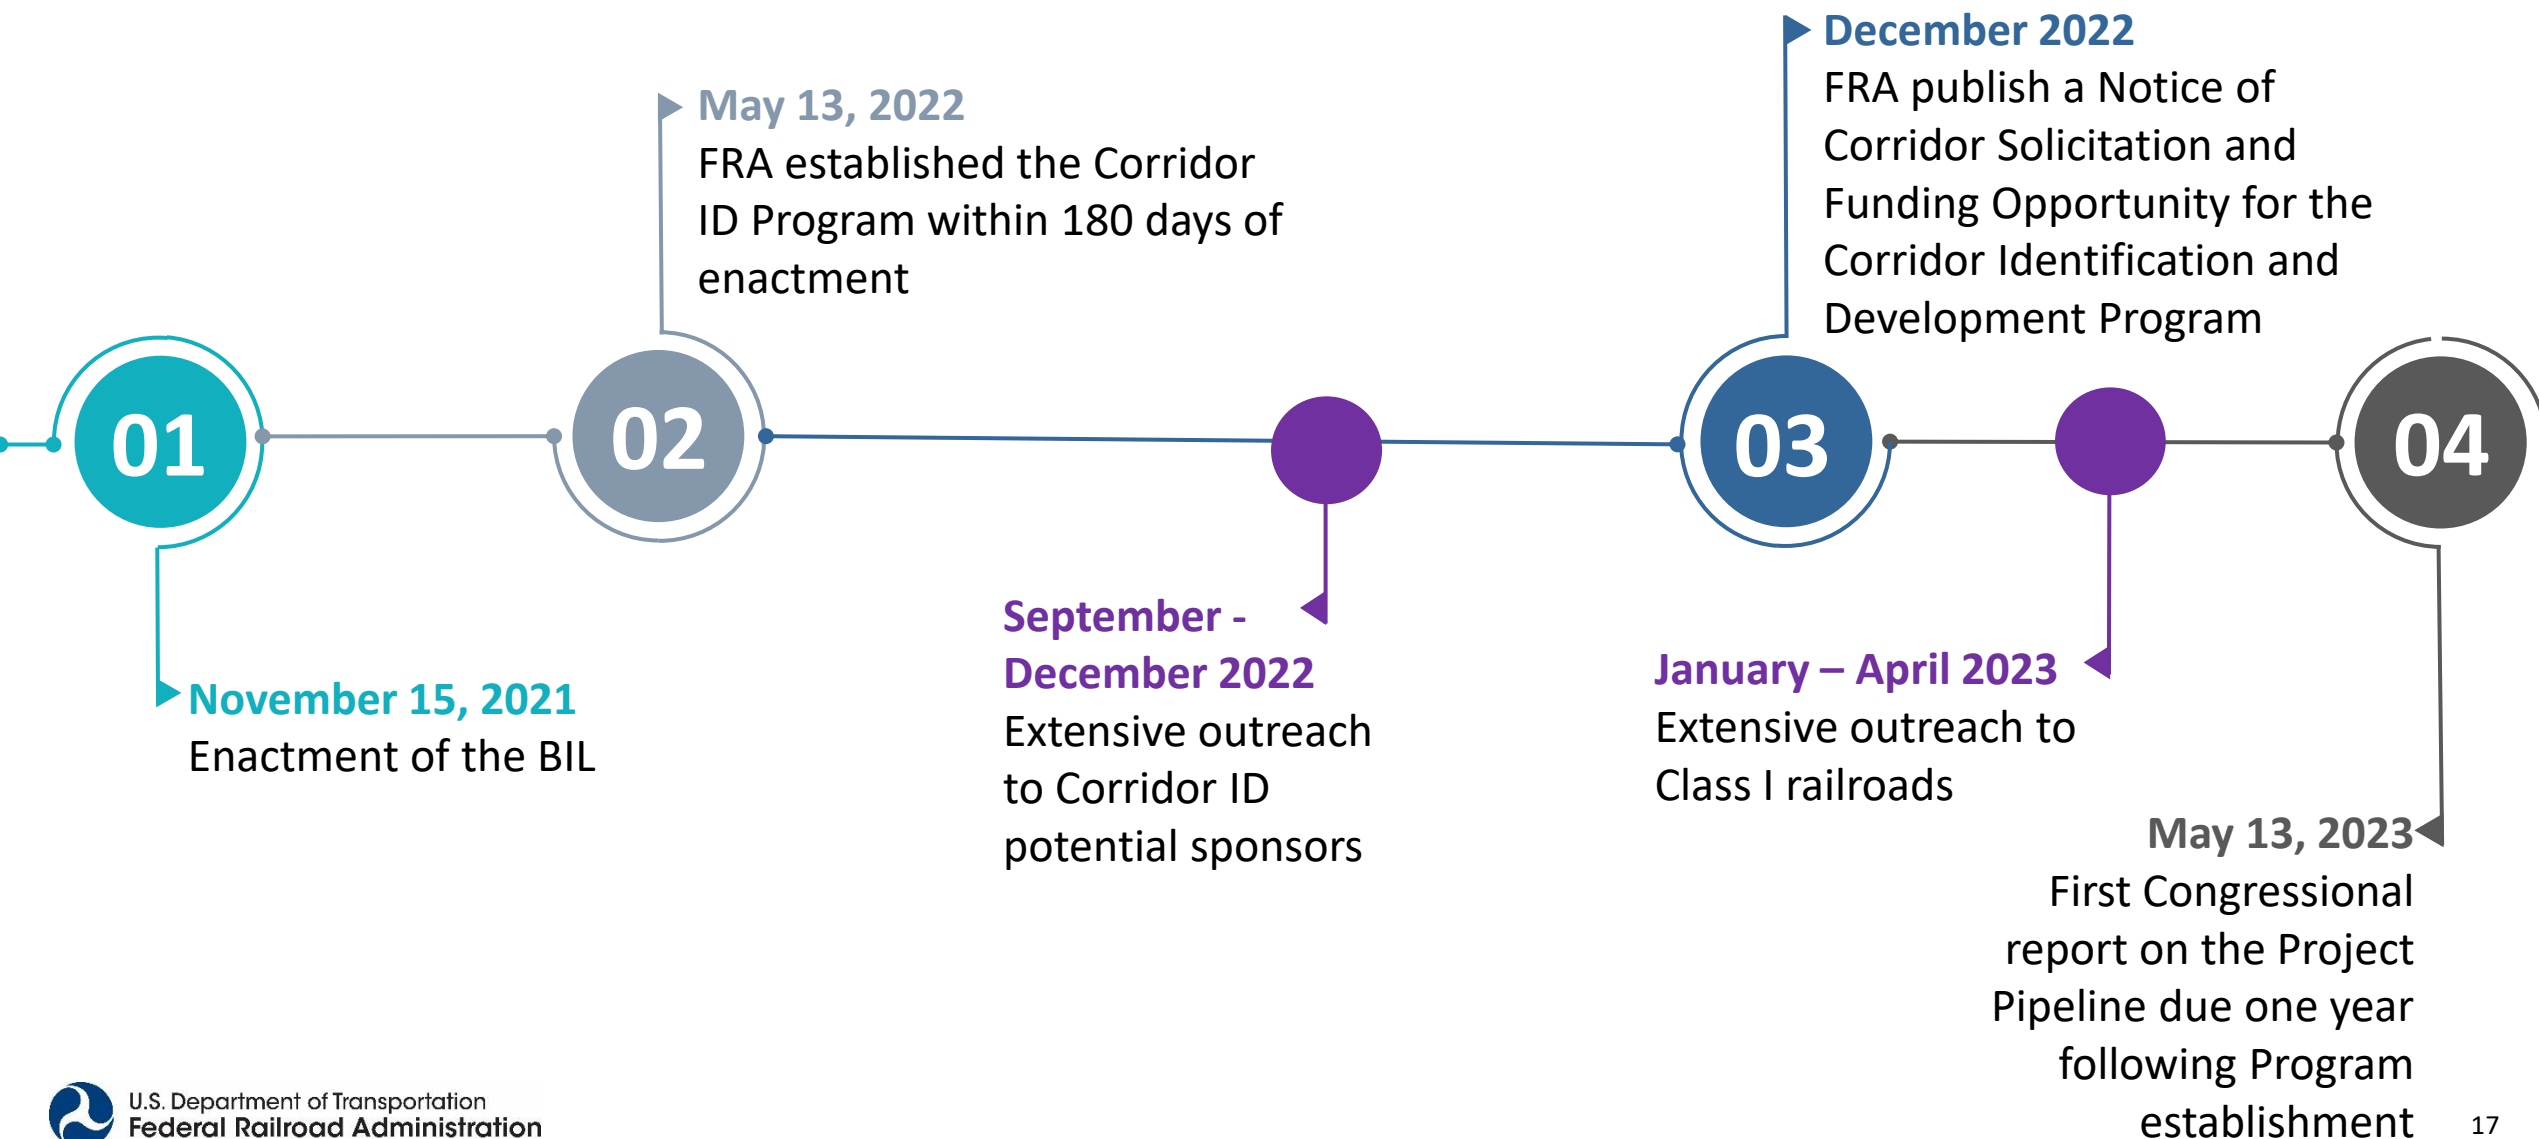 01
November 15, 2021
Enactment of the BIL
02
May 13, 2022
FRA established the Corridor
ID Program within 180 days of
enactment
September -
December 2022
Extensive outreach
to Corridor ID
potential sponsors
03
December 2022
FRA publish a Notice of
Corridor Solicitation and
Funding Opportunity for the
Corridor Identification and
Development Program
January – April 2023
Extensive outreach to
Class I railroads
04
May 13, 2023
First Congressional
report on the Project
Pipeline due one year
following Program
establishment
U.S. Department of Transportation
Federal Railroad Administration
17